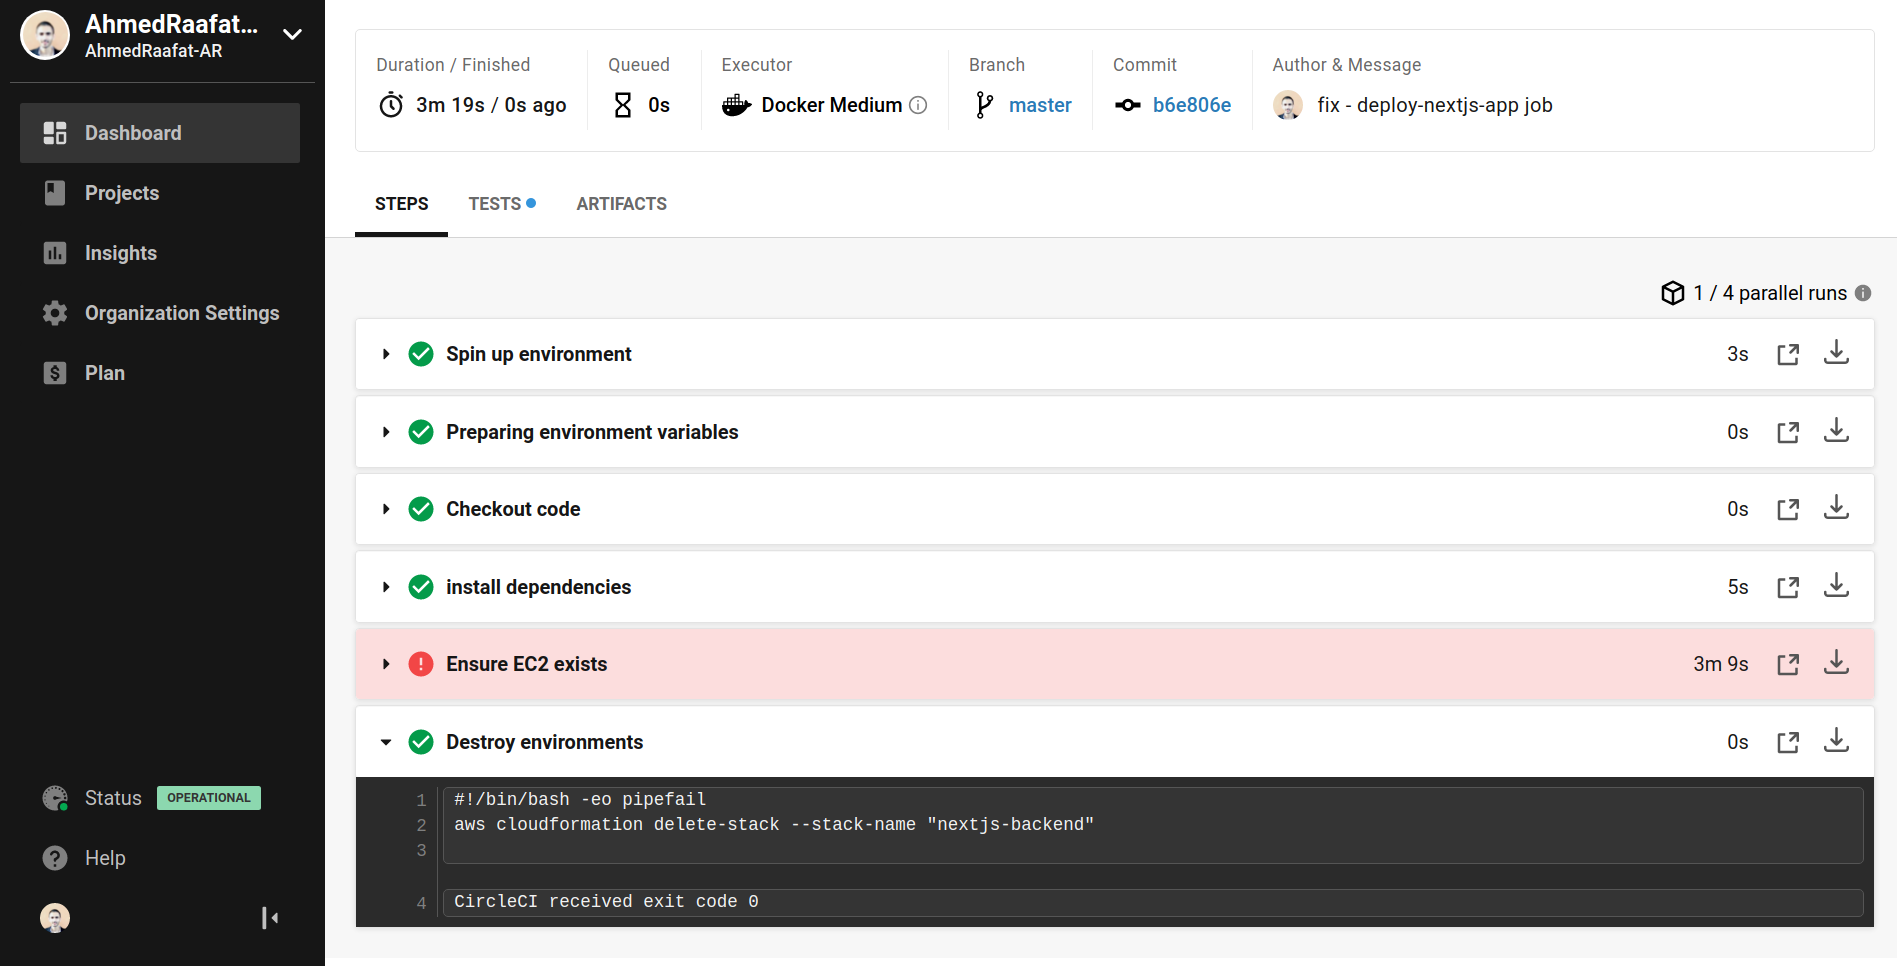 AhmedRaafat...
AhmedRaafat-AR
Dashboard
Projects
Insights
Organization Settings
Plan
Status OPERATIONAL
Help
Duration / Finished
3m 19s / 0s ago
Queued
0s
Executor
Docker Medium
Branch
master
Commit
b6e806e
Author & Message
fix - deploy-nextjs-app job
STEPS TESTS ARTIFACTS
1 / 4 parallel runs
Spin up environment 3s
Preparing environment variables 0s
Checkout code 0s
install dependencies 5s
Ensure EC2 exists 3m 9s
Destroy environments 0s
1 #!/bin/bash -eo pipefail
2 aws cloudformation delete-stack --stack-name "nextjs-backend"
3
4 CircleCI received exit code 0